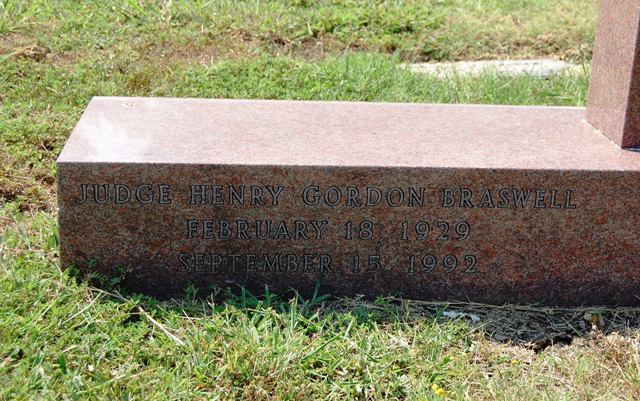 JUDGE HENRY GORDON BRASWELL
FEBRUARY 18, 1929
SEPTEMBER 15, 1992